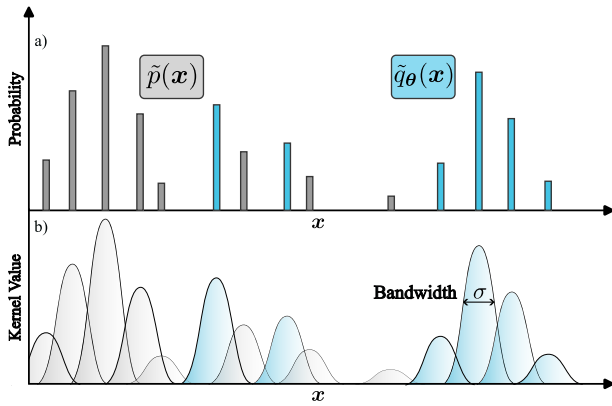 a)
p̃(x)
q̃θ(x)
Probability
x
b)
Kernel Value
Bandwidth σ
x